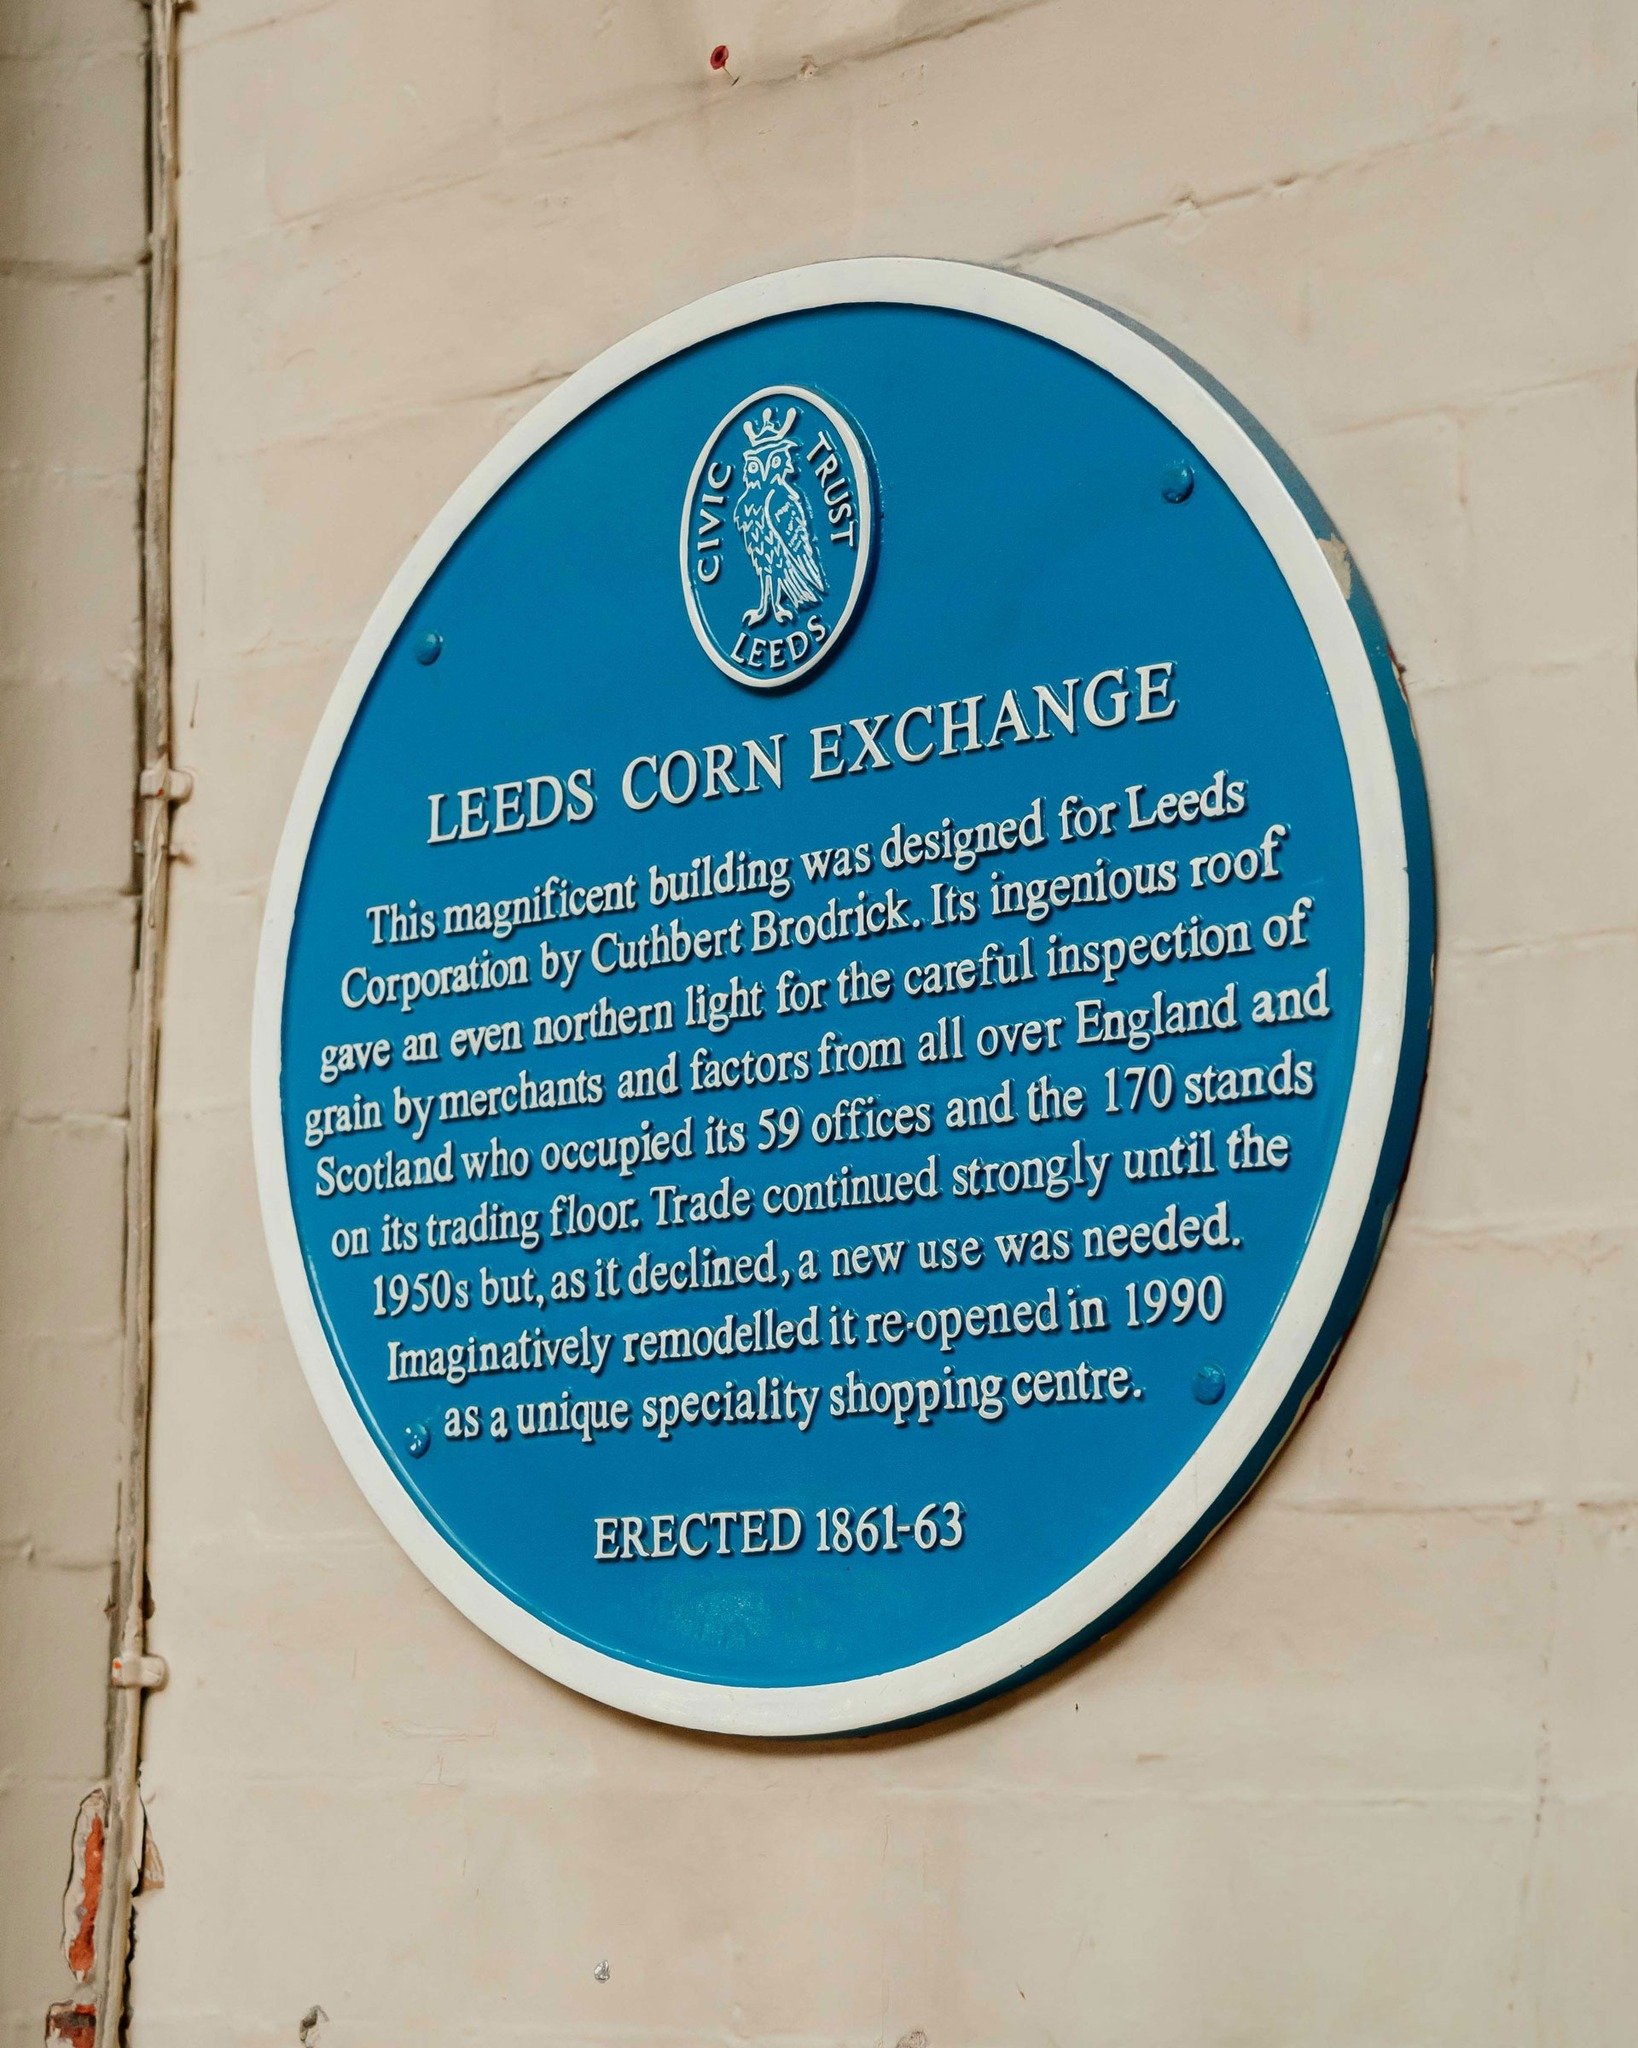 CIVIC TRUST
LEEDS
LEEDS CORN EXCHANGE
This magnificent building was designed for Leeds
Corporation by Cuthbert Brodrick. Its ingenious roof
gave an even northern light for the careful inspection of
grain by merchants and factors from all over England and
Scotland who occupied its 59 offices and the 170 stands
on its trading floor. Trade continued strongly until the
1950s but, as it declined, a new use was needed.
Imaginatively remodelled it re-opened in 1990
as a unique speciality shopping centre.
ERECTED 1861-63